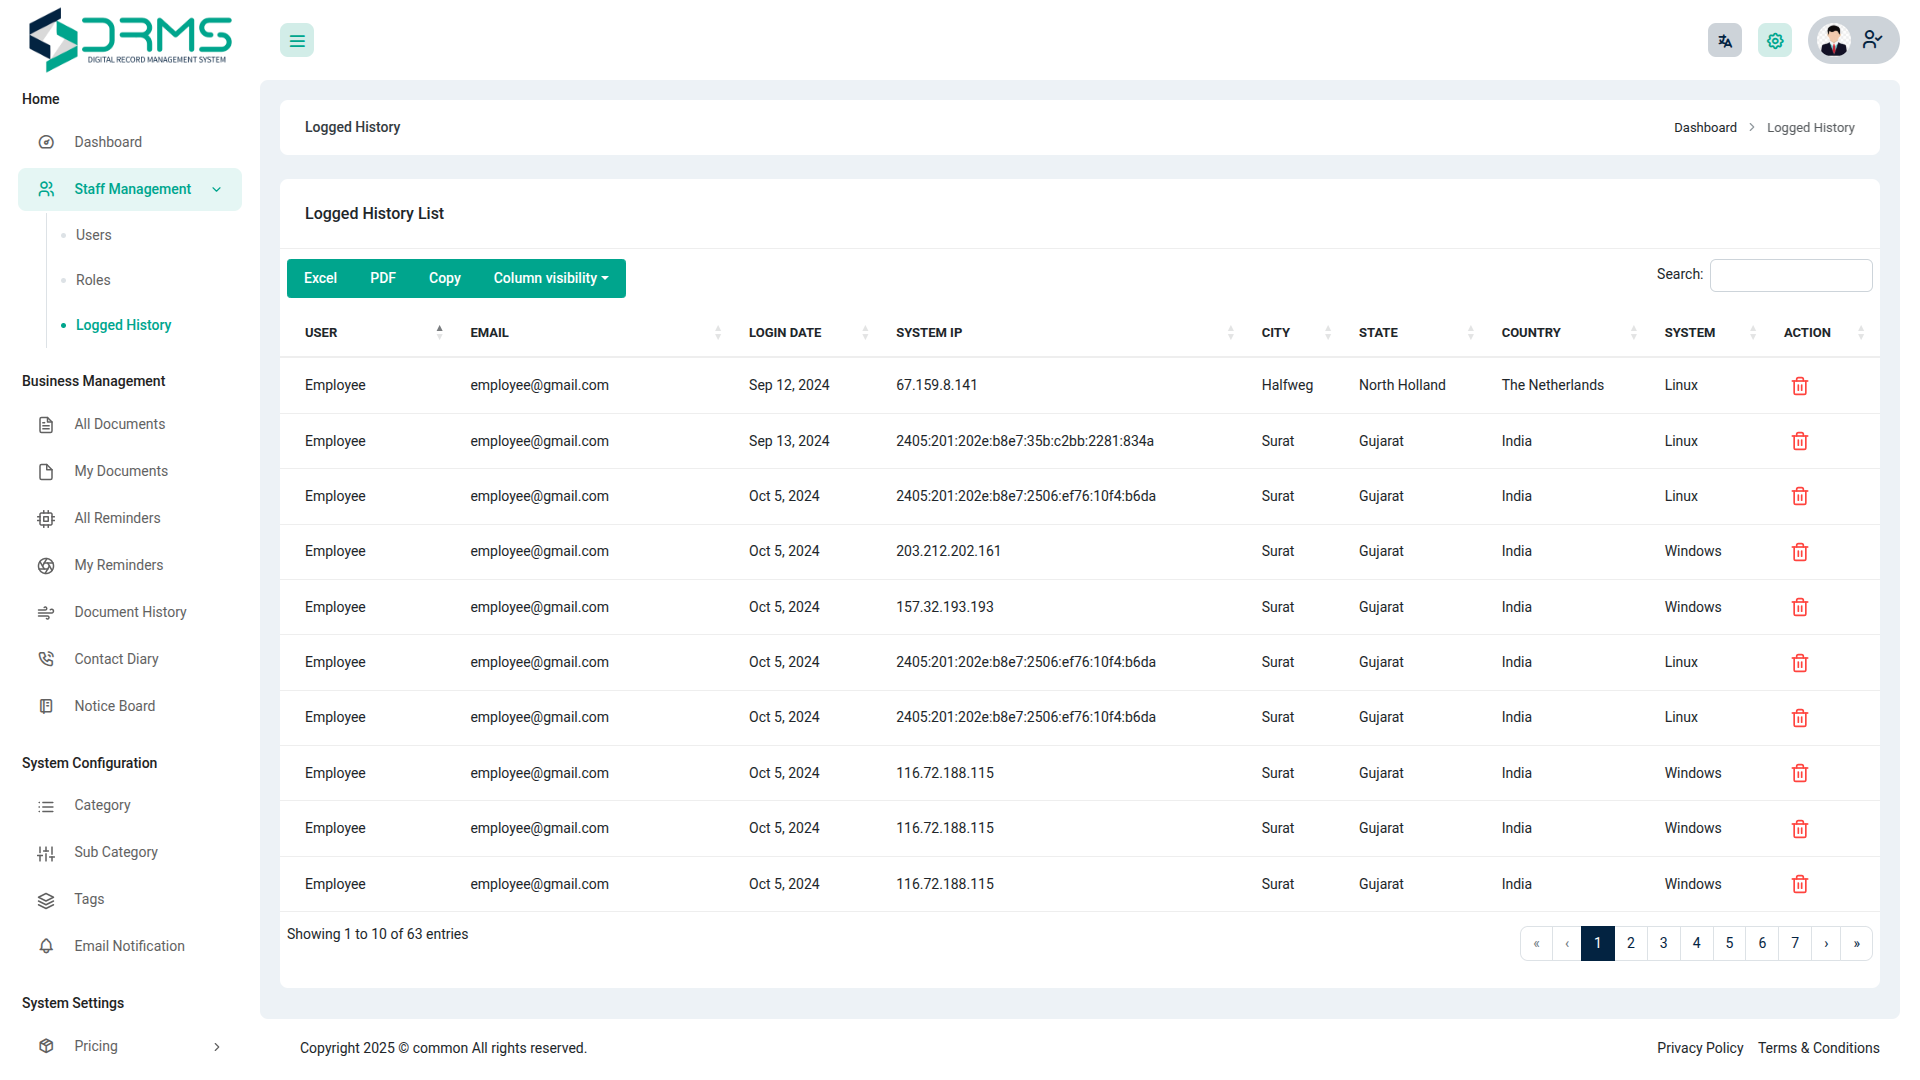 DRMS
DIGITAL RECORD MANAGEMENT SYSTEM
Home
Dashboard
Staff Management
Users
Roles
Logged History
Business Management
All Documents
My Documents
All Reminders
My Reminders
Document History
Contact Diary
Notice Board
System Configuration
Category
Sub Category
Tags
Email Notification
System Settings
Pricing
Logged History
Dashboard > Logged History
Logged History List
Excel PDF Copy Column visibility
Search:
USER EMAIL LOGIN DATE SYSTEM IP CITY STATE COUNTRY SYSTEM ACTION
Employee employee@gmail.com Sep 12, 2024 67.159.8.141 Halfweg North Holland The Netherlands Linux
Employee employee@gmail.com Sep 13, 2024 2405:201:202e:b8e7:35b:c2bb:2281:834a Surat Gujarat India Linux
Employee employee@gmail.com Oct 5, 2024 2405:201:202e:b8e7:2506:ef76:10f4:b6da Surat Gujarat India Linux
Employee employee@gmail.com Oct 5, 2024 203.212.202.161 Surat Gujarat India Windows
Employee employee@gmail.com Oct 5, 2024 157.32.193.193 Surat Gujarat India Windows
Employee employee@gmail.com Oct 5, 2024 2405:201:202e:b8e7:2506:ef76:10f4:b6da Surat Gujarat India Linux
Employee employee@gmail.com Oct 5, 2024 2405:201:202e:b8e7:2506:ef76:10f4:b6da Surat Gujarat India Linux
Employee employee@gmail.com Oct 5, 2024 116.72.188.115 Surat Gujarat India Windows
Employee employee@gmail.com Oct 5, 2024 116.72.188.115 Surat Gujarat India Windows
Employee employee@gmail.com Oct 5, 2024 116.72.188.115 Surat Gujarat India Windows
Showing 1 to 10 of 63 entries
« ‹ 1 2 3 4 5 6 7 › »
Copyright 2025 © common All rights reserved.
Privacy Policy Terms & Conditions